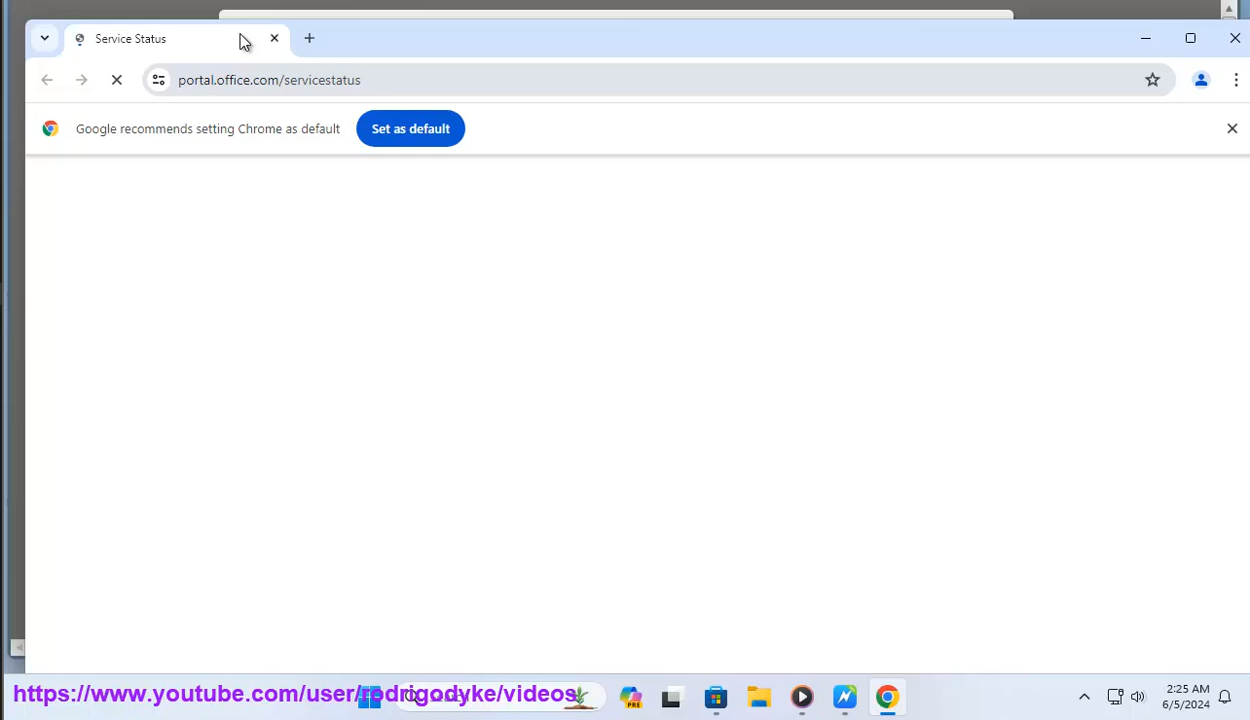 Service Status
portal.office.com/servicestatus
Google recommends setting Chrome as default
Set as default
https://www.youtube.com/user/rodrigodyke/videos
PRE
2:25 AM
6/5/2024